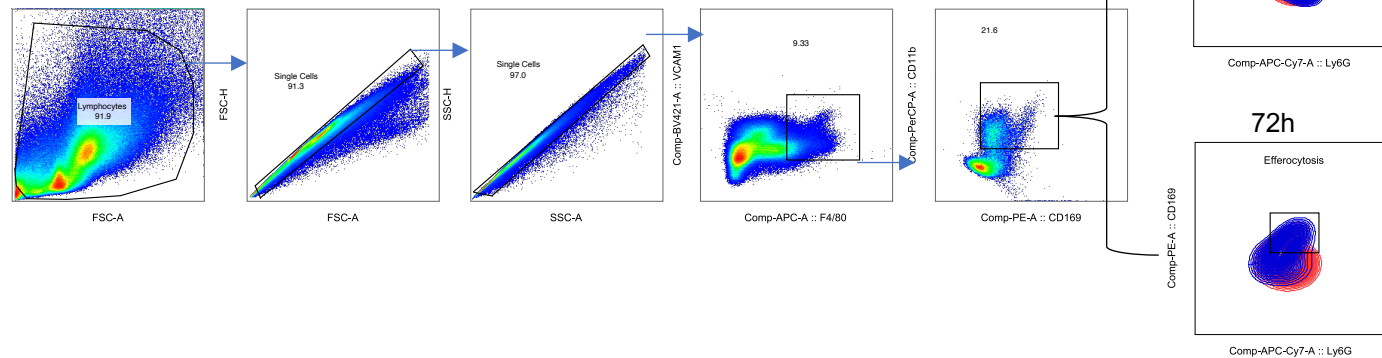 Lymphocytes
91.9
FSC-A
FSC-H
Single Cells
91.3
FSC-A
SSC-H
Single Cells
97.0
SSC-A
Comp-BV421-A :: VCAM1
9.33
Comp-APC-A :: F4/80
Comp-PerCP-A :: CD11b
21.6
Comp-PE-A :: CD169
Comp-APC-Cy7-A :: Ly6G
72h
Efferocytosis
Comp-PE-A :: CD169
Comp-APC-Cy7-A :: Ly6G